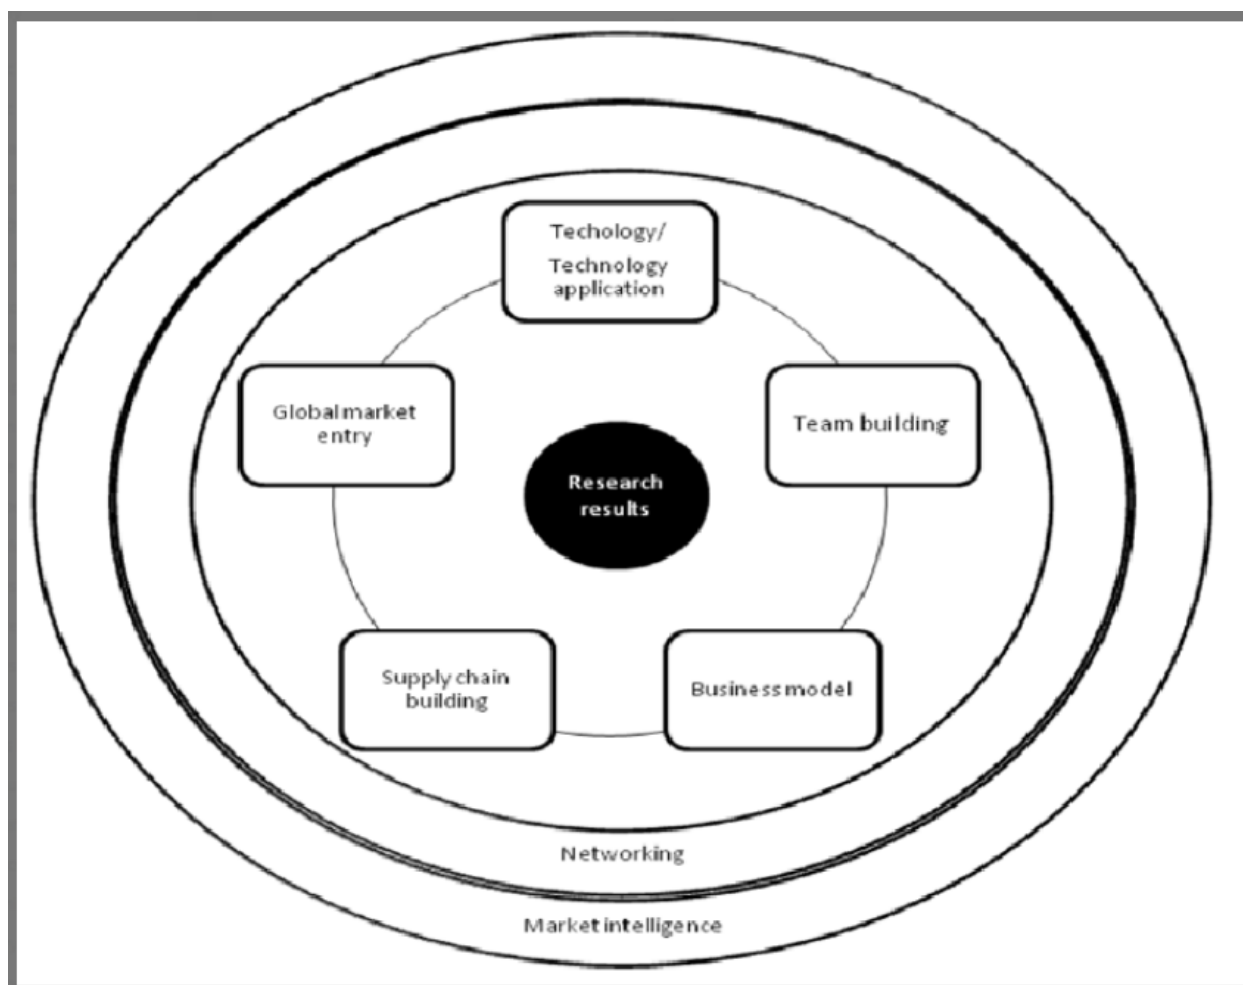 Techology/
Technology
application
Global market
entry
Team building
Research
results
Supply chain
building
Business model
Networking
Market intelligence